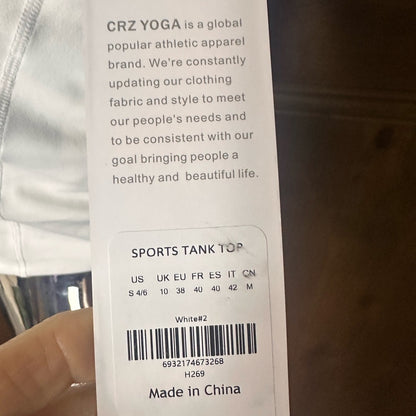 CRZ YOGA is a global
popular athletic apparel
brand. We're constantly
updating our clothing
fabric and style to meet
our people's needs and
to be consistent with our
goal bringing people a
healthy and beautiful life.
SPORTS TANK TOP
US UK EU FR ES IT CN
S 4/6 10 38 40 40 42 M
White#2
6932174673268
H269
Made in China